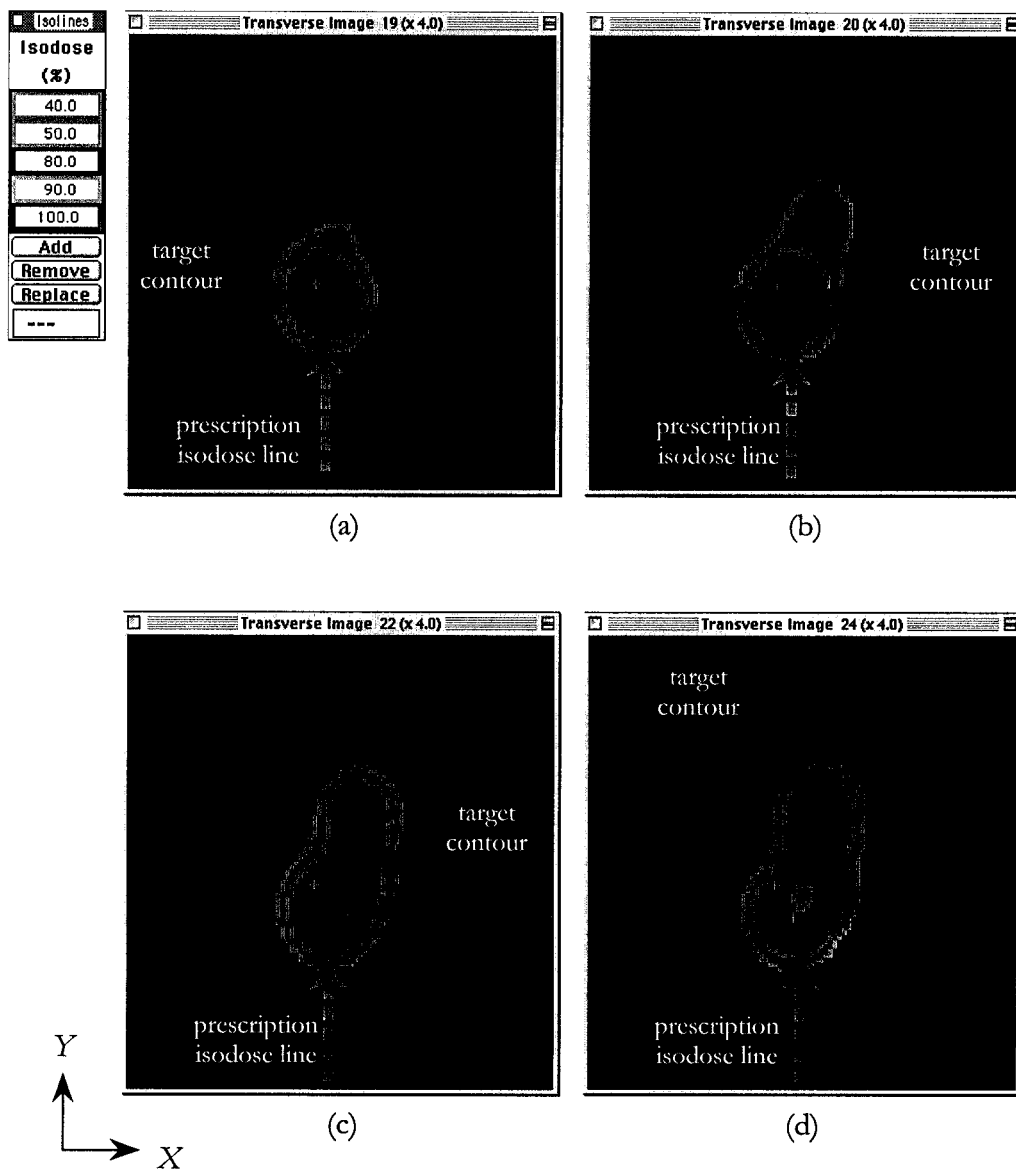 Isolines
Isodose
(%)
40.0
50.0
80.0
90.0
100.0
Add
Remove
Replace
---
Transverse Image 19 (x 4.0)
target
contour
prescription
isodose line
(a)
Transverse Image 20 (x 4.0)
target
contour
prescription
isodose line
(b)
Transverse Image 22 (x 4.0)
target
contour
prescription
isodose line
(c)
Transverse Image 24 (x 4.0)
target
contour
prescription
isodose line
(d)
Y
X